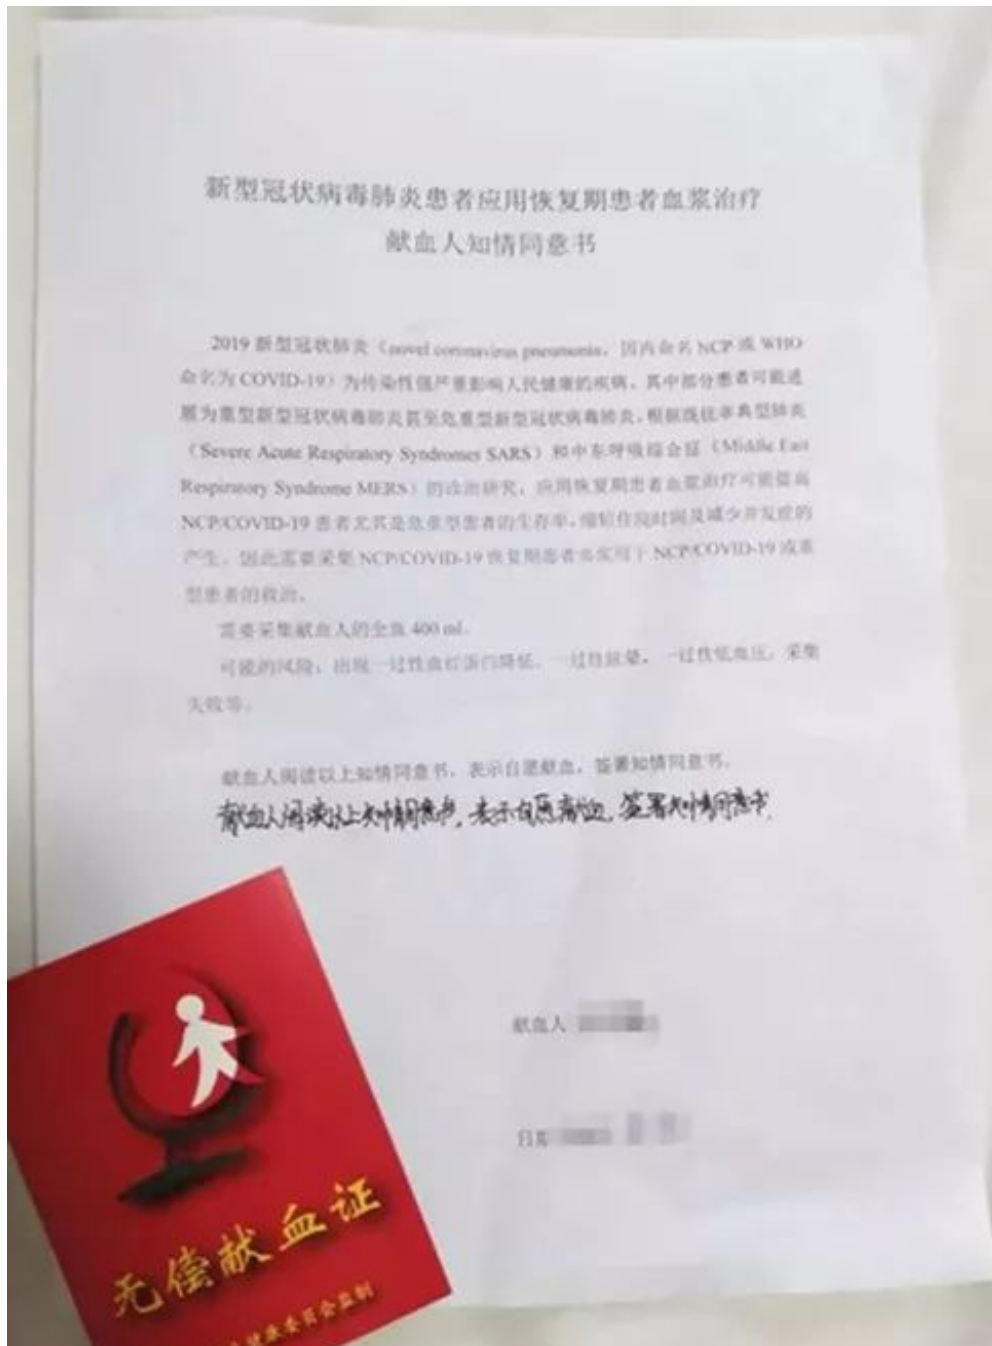 新型冠状病毒肺炎患者应用恢复期患者血浆治疗
献血人知情同意书
2019 新型冠状肺炎（novel coronavirus pneumonia，国内命名 NCP 或 WHO
命名为 COVID-19）为传染性强严重影响人民健康的疾病，其中部分患者可能进
展为重型新型冠状病毒肺炎甚至危重型新型冠状病毒肺炎。根据既往非典型肺炎
（Severe Acute Respiratory Syndromes SARS）和中东呼吸综合征（Middle East
Respiratory Syndrome MERS）的诊治研究，应用恢复期患者血浆治疗可能提高
NCP/COVID-19 患者尤其是危重型患者的生存率，缩短住院时间及减少并发症的
产生。因此需要采集 NCP/COVID-19 恢复期患者血浆用于 NCP/COVID-19 或重
型患者的救治。
需要采集献血人的全血 400 ml。
可能的风险：出现一过性血红蛋白降低，一过性眩晕，一过性低血压，采集
失败等。
献血人阅读以上知情同意书，表示自愿献血，签署知情同意书。
献血人阅读以上知情同意书，表示自愿献血，签署知情同意书。
献血人
日期
无偿献血证
健康委员会监制